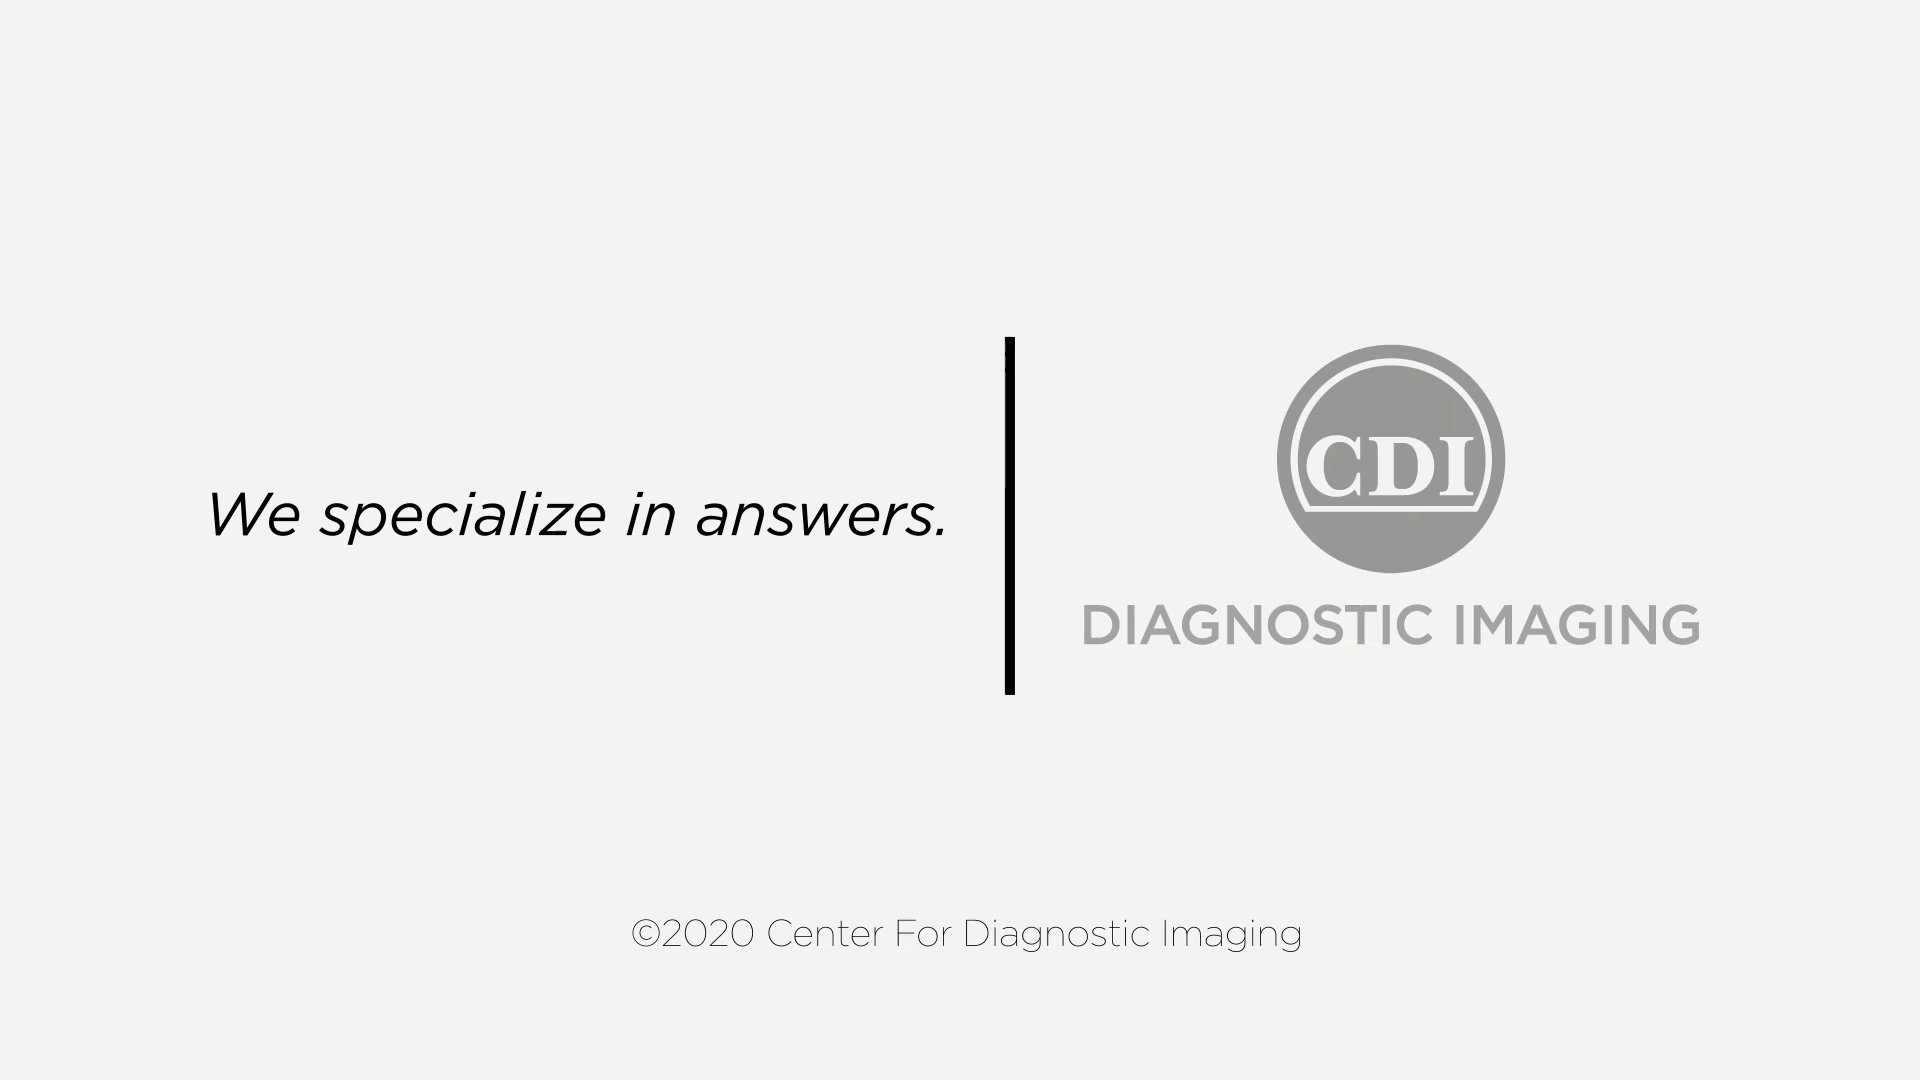 We specialize in answers.
CDI
DIAGNOSTIC IMAGING
©2020 Center For Diagnostic Imaging